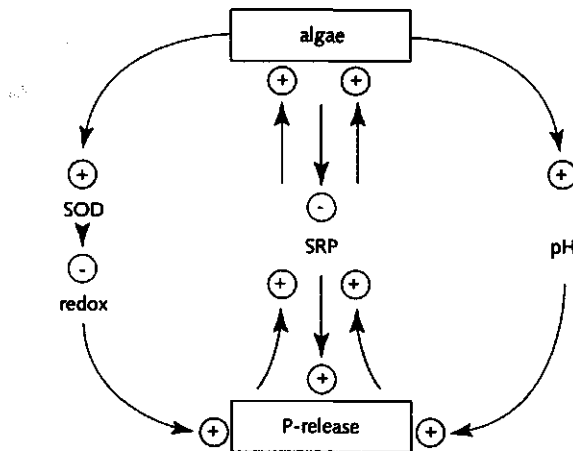 algae
+ +
+ +
SOD -
SRP pH
-
redox + +
+
+ P-release +